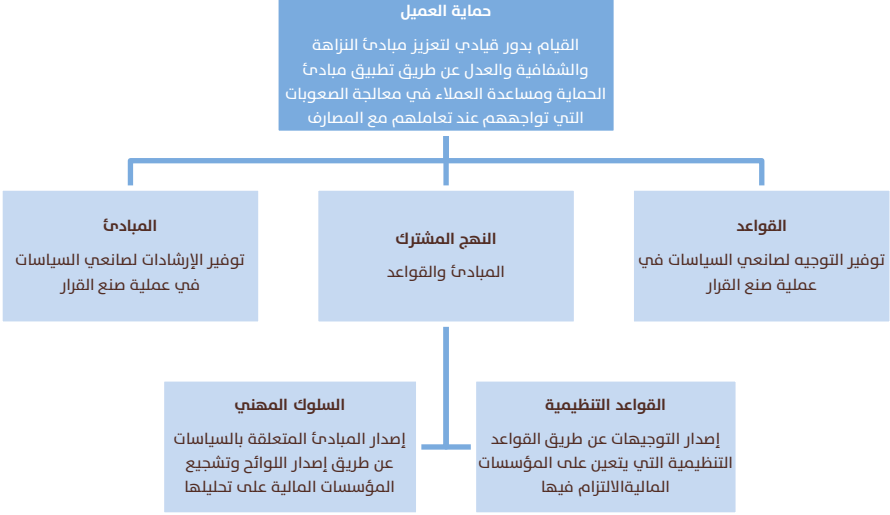 حماية العميل
القيام بدور قيادي لتعزيز مبادئ النزاهة
والشفافية والعدل عن طريق تطبيق مبادئ
الحماية ومساعدة العملاء في معالجة الصعوبات
التي تواجههم عند تعاملهم مع المصارف
القواعد
توفير التوجيه لصانعي السياسات في
عملية صنع القرار
النهج المشترك
المبادئ والقواعد
المبادئ
توفير الإرشادات لصانعي السياسات
في عملية صنع القرار
القواعد التنظيمية
إصدار التوجيهات عن طريق القواعد
التنظيمية التي يتعين على المؤسسات
الماليةالالتزام فيها
السلوك المهني
إصدار المبادئ المتعلقة بالسياسات
عن طريق إصدار اللوائح وتشجيع
المؤسسات المالية على تحليلها